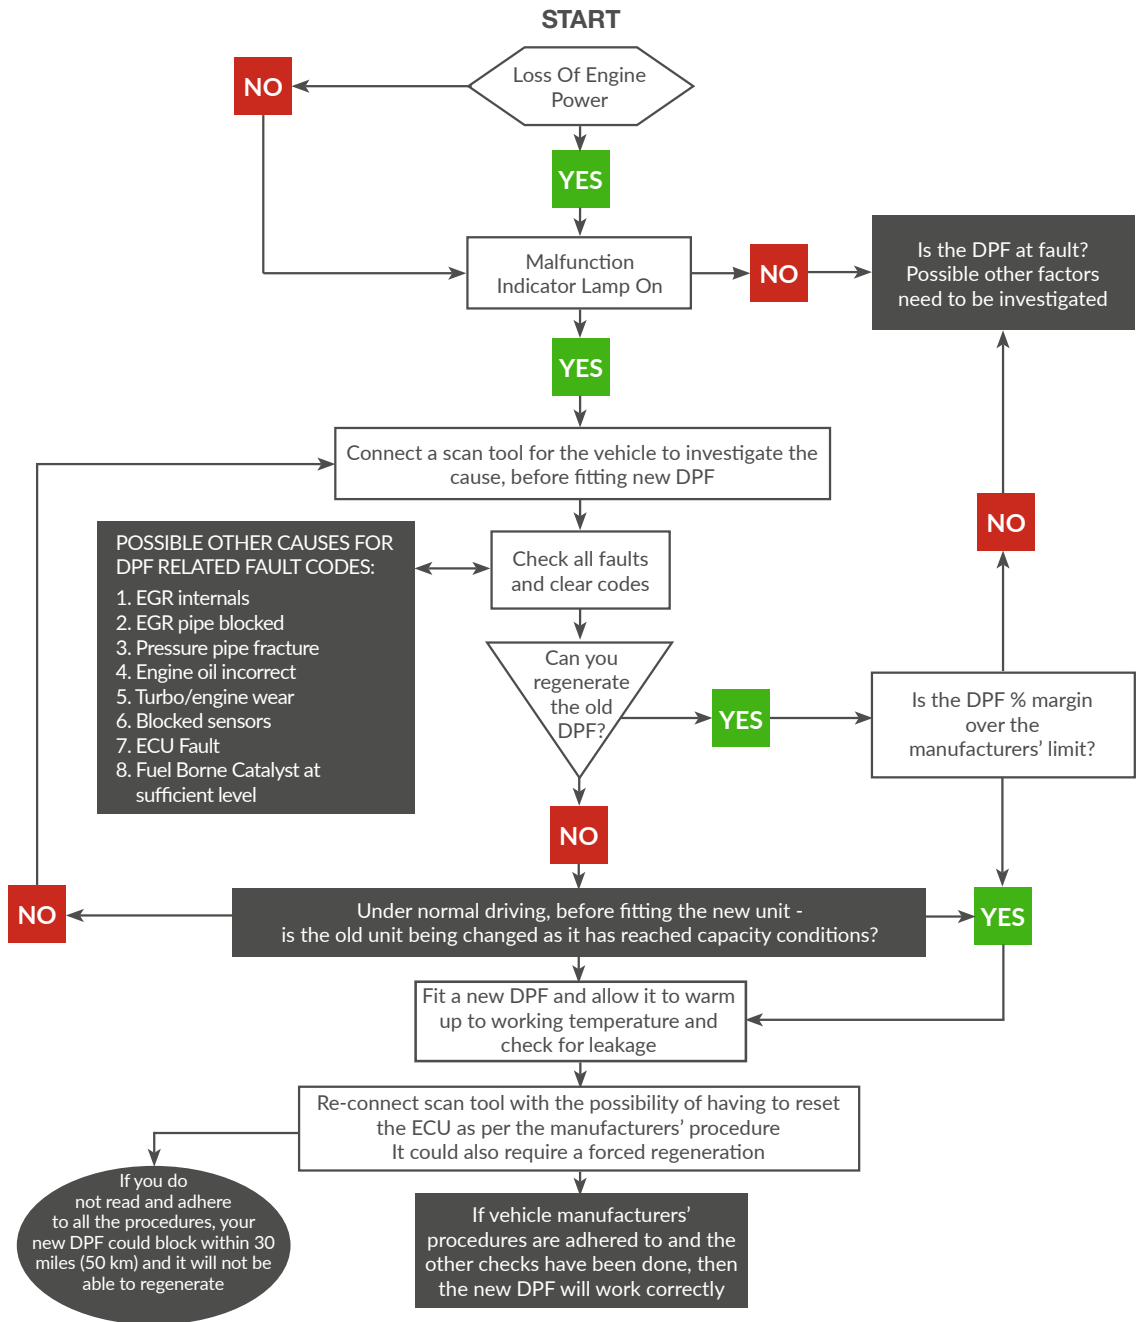 START
Loss Of Engine
Power
NO
YES
Malfunction
Indicator Lamp On
NO
Is the DPF at fault?
Possible other factors
need to be investigated
YES
Connect a scan tool for the vehicle to investigate the
cause, before fitting new DPF
NO
POSSIBLE OTHER CAUSES FOR
DPF RELATED FAULT CODES:
1. EGR internals
2. EGR pipe blocked
3. Pressure pipe fracture
4. Engine oil incorrect
5. Turbo/engine wear
6. Blocked sensors
7. ECU Fault
8. Fuel Borne Catalyst at
sufficient level
Check all faults
and clear codes
Can you
regenerate
the old
DPF?
YES
Is the DPF % margin
over the
manufacturers’ limit?
NO
NO
Under normal driving, before fitting the new unit -
is the old unit being changed as it has reached capacity conditions?
YES
Fit a new DPF and allow it to warm
up to working temperature and
check for leakage
Re-connect scan tool with the possibility of having to reset
the ECU as per the manufacturers’ procedure
It could also require a forced regeneration
If you do
not read and adhere
to all the procedures, your
new DPF could block within 30
miles (50 km) and it will not be
able to regenerate
If vehicle manufacturers’
procedures are adhered to and the
other checks have been done, then
the new DPF will work correctly